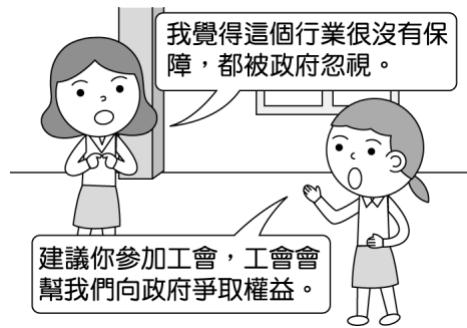 我覺得這個行業很沒有保
障，都被政府忽視。
建議你參加工會，工會會
幫我們向政府爭取權益。